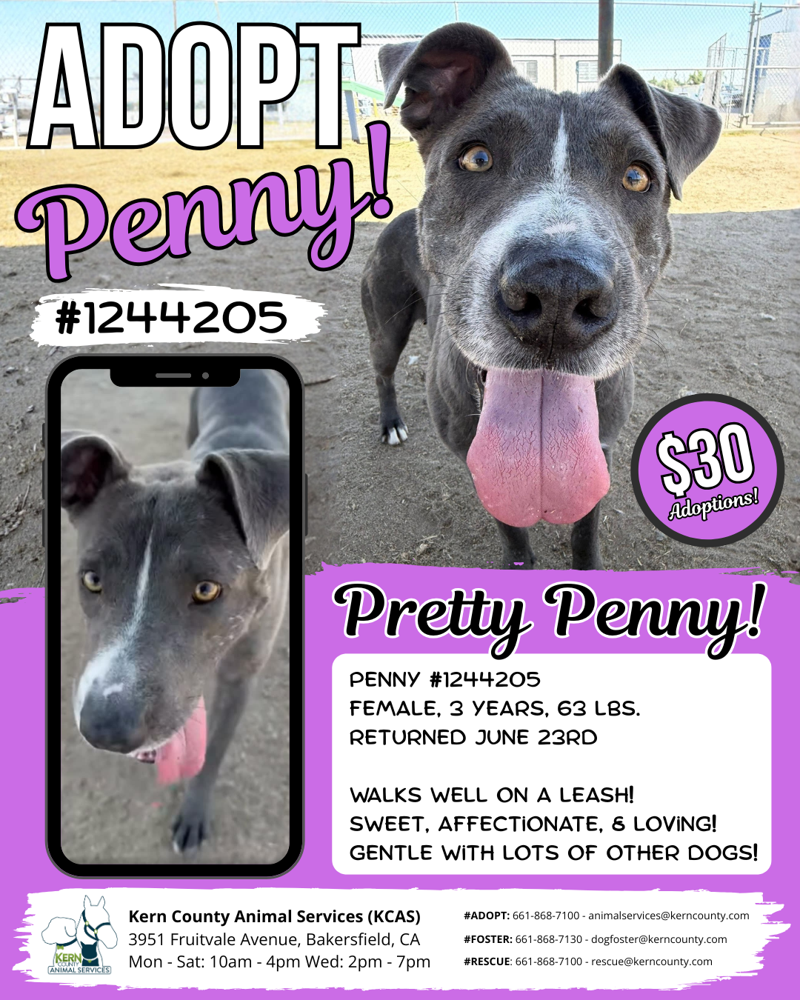 ADOPT
Penny!
#1244205
$30
Adoptions!
Pretty Penny!
PENNY #1244205
FEMALE, 3 YEARS, 63 LBS.
RETURNED JUNE 23RD
WALKS WELL ON A LEASH!
SWEET, AFFECTiONATE, & LOViNG!
GENTLE WiTH LOTS OF OTHER DOGS!
KERN
COUNTY
ANIMAL SERVICES
Kern County Animal Services (KCAS)
3951 Fruitvale Avenue, Bakersfield, CA
Mon - Sat: 10am - 4pm Wed: 2pm - 7pm
#ADOPT: 661-868-7100 - animalservices@kerncounty.com
#FOSTER: 661-868-7130 - dogfoster@kerncounty.com
#RESCUE: 661-868-7100 - rescue@kerncounty.com